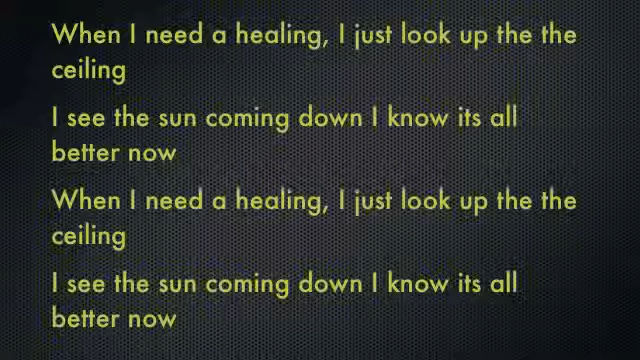 When I need a healing, I just look up the the
ceiling
I see the sun coming down I know its all
better now
When I need a healing, I just look up the the
ceiling
I see the sun coming down I know its all
better now